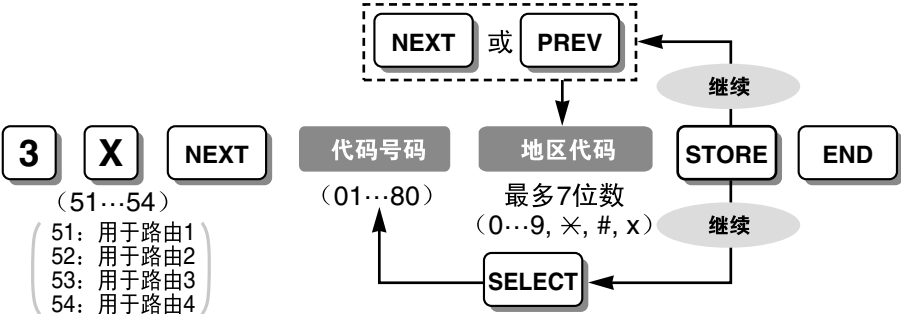 NEXT 或 PREV
继续
3 X NEXT 代码号码 地区代码 STORE END
（51…54） （01…80） 最多7位数
（0…9, ✳, #, x） 继续
51：用于路由1
52：用于路由2
53：用于路由3
54：用于路由4
SELECT